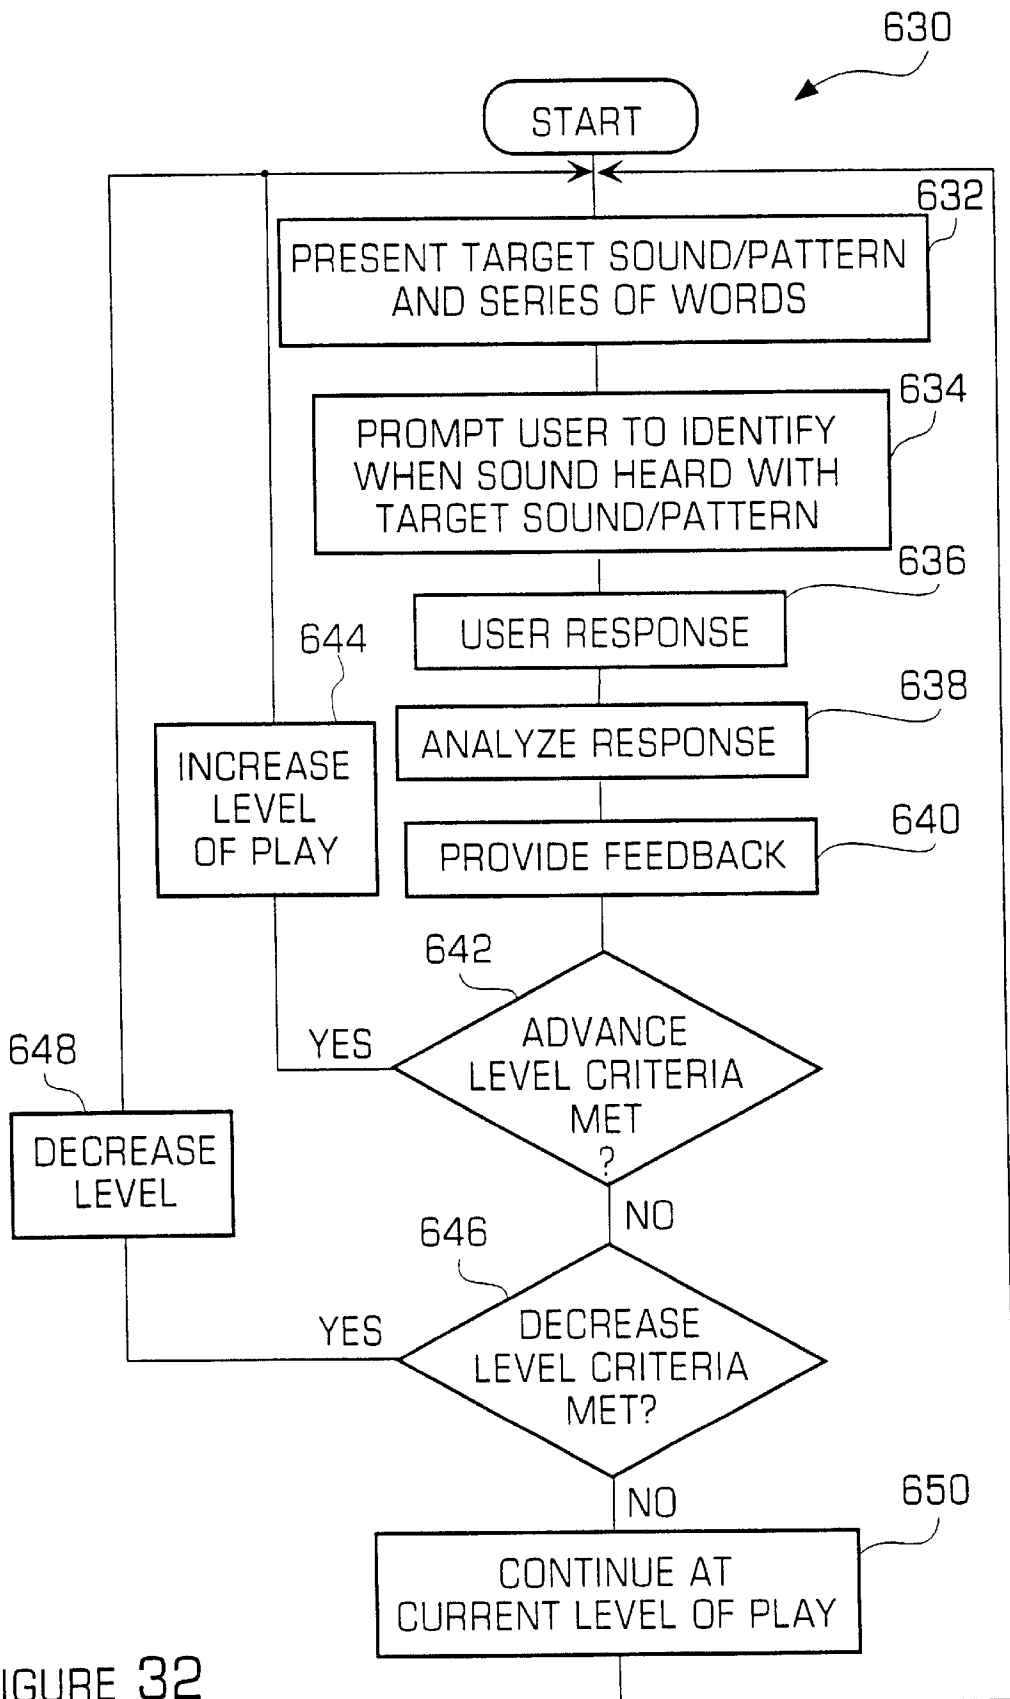 630
START
632
PRESENT TARGET SOUND/PATTERN
AND SERIES OF WORDS
634
PROMPT USER TO IDENTIFY
WHEN SOUND HEARD WITH
TARGET SOUND/PATTERN
636
USER RESPONSE
644
638
ANALYZE RESPONSE
INCREASE
LEVEL
OF PLAY
640
PROVIDE FEEDBACK
642
ADVANCE
LEVEL CRITERIA
MET
?
YES
648
DECREASE
LEVEL
NO
646
YES
DECREASE
LEVEL CRITERIA
MET?
NO
650
CONTINUE AT
CURRENT LEVEL OF PLAY
IGURE 32